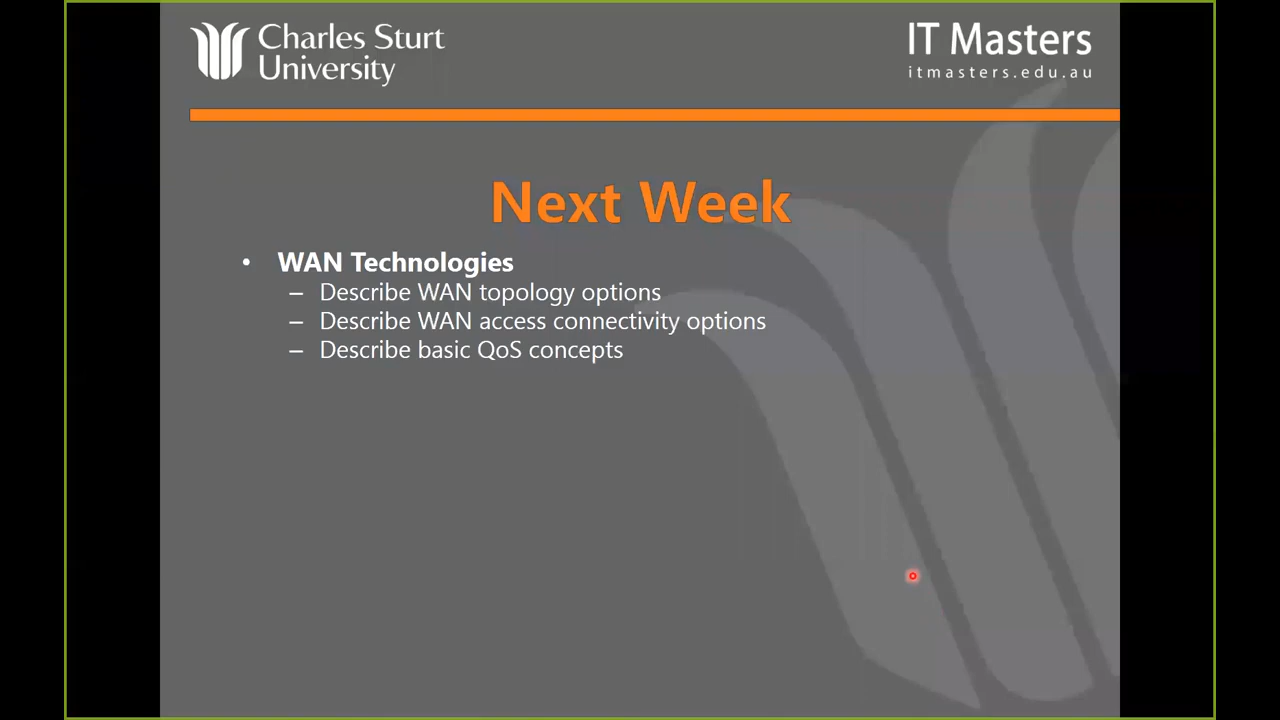 Charles Sturt
University
IT Masters
itmasters.edu.au
Next Week
• WAN Technologies
– Describe WAN topology options
– Describe WAN access connectivity options
– Describe basic QoS concepts